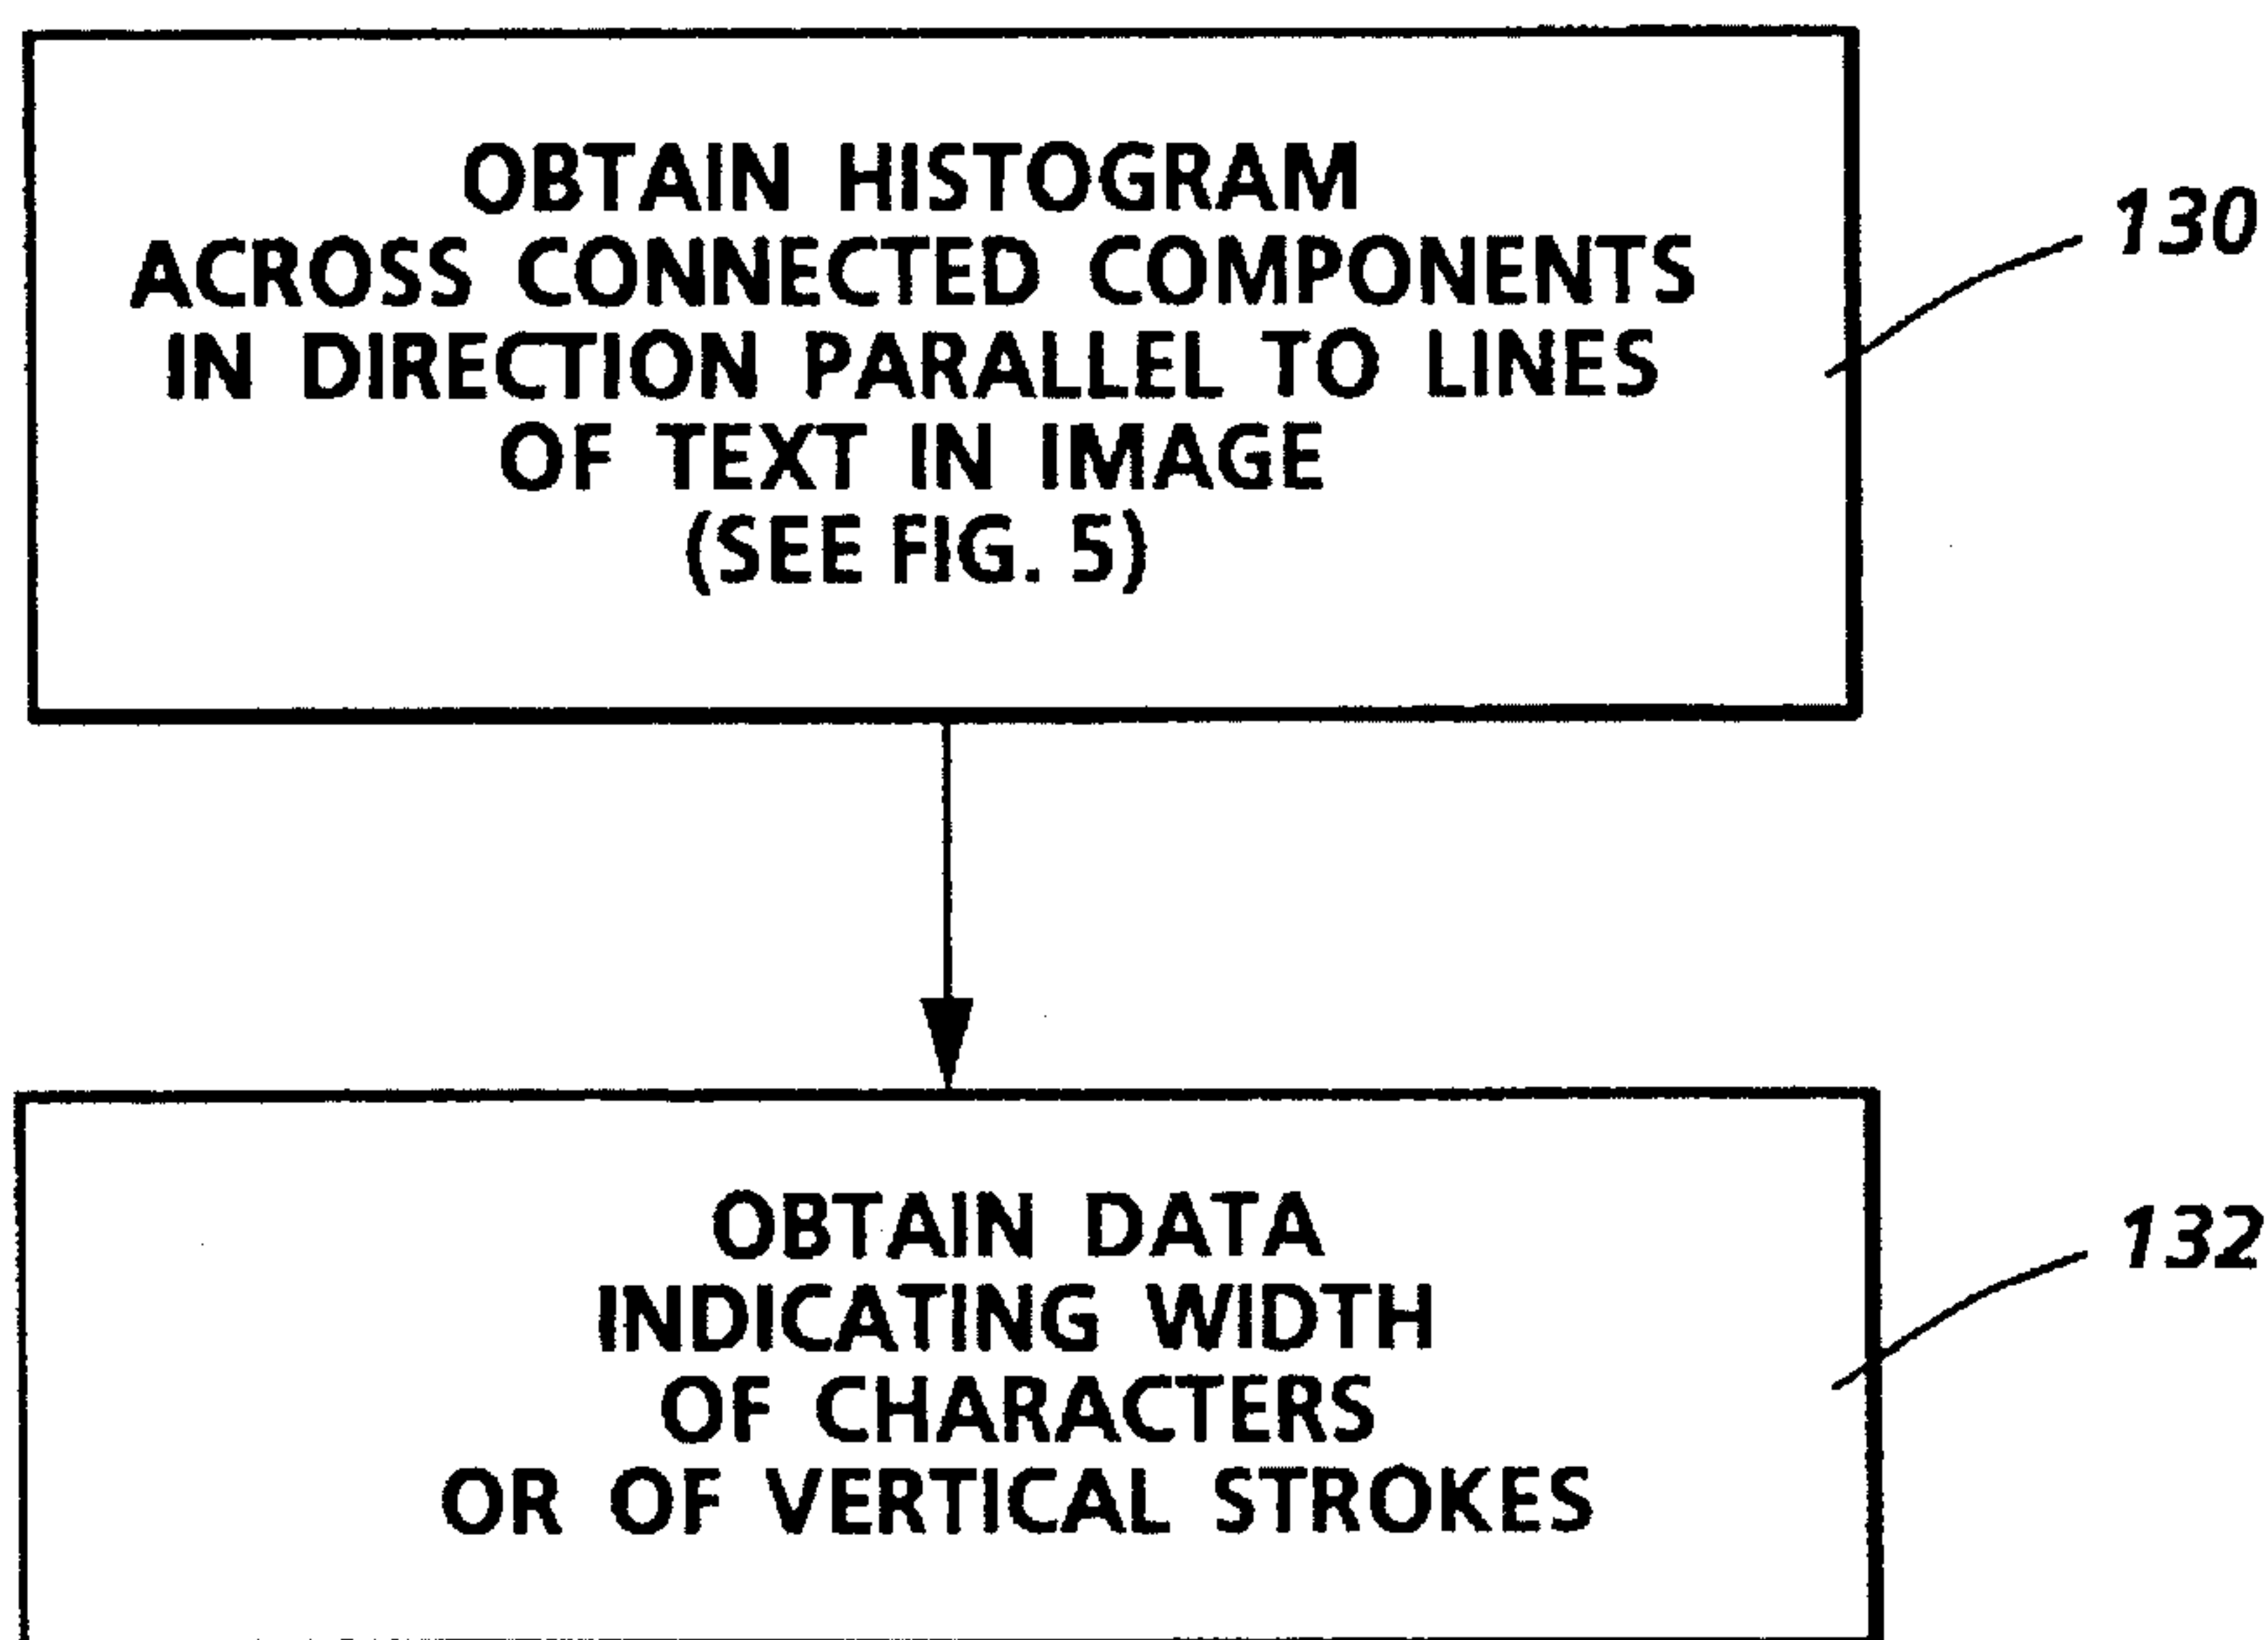 OBTAIN HISTOGRAM
ACROSS CONNECTED COMPONENTS
IN DIRECTION PARALLEL TO LINES
OF TEXT IN IMAGE
(SEE FIG. 5)
130
OBTAIN DATA
INDICATING WIDTH
OF CHARACTERS
OR OF VERTICAL STROKES
132